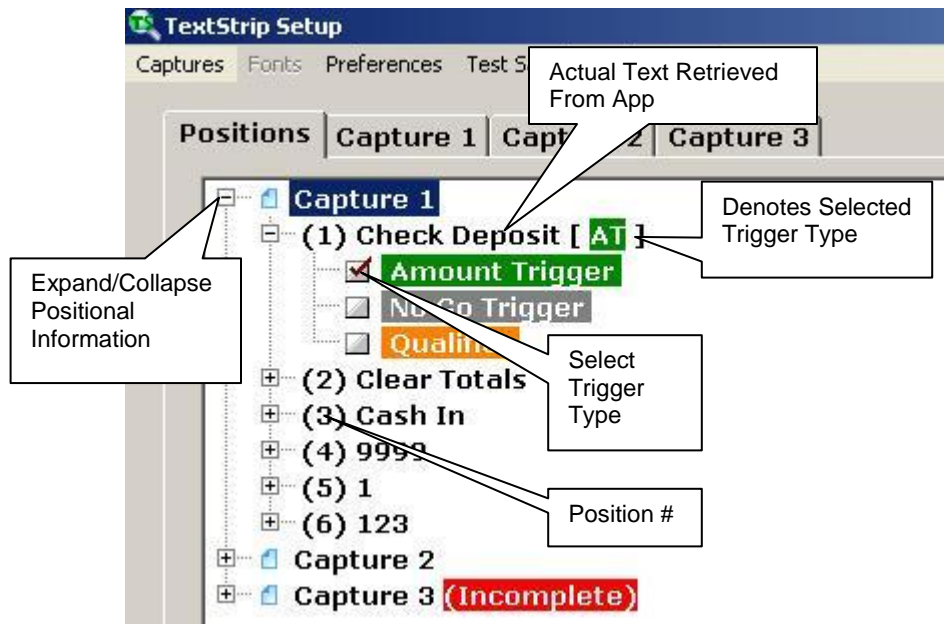 TextStrip Setup
Captures Fonts Preferences Test
Actual Text Retrieved
From App
Positions Capture 1 Capt 2 Capture 3
Capture 1
Denotes Selected
Trigger Type
(1) Check Deposit [ AT ]
Amount Trigger
Expand/Collapse
Positional
Information
No Go Trigger
Qualifi
Select
Trigger
Type
(2) Clear Totals
(3) Cash In
(4) 9999
(5) 1
Position #
(6) 123
Capture 2
Capture 3 (Incomplete)